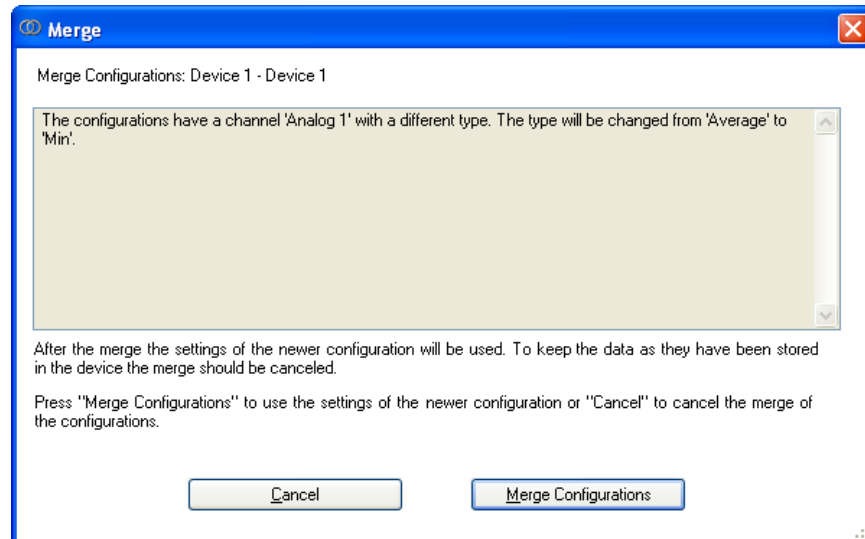 Merge
Merge Configurations: Device 1 - Device 1
The configurations have a channel 'Analog 1' with a different type. The type will be changed from 'Average' to
'Min'.
After the merge the settings of the newer configuration will be used. To keep the data as they have been stored
in the device the merge should be canceled.
Press "Merge Configurations" to use the settings of the newer configuration or "Cancel" to cancel the merge of
the configurations.
Cancel
Merge Configurations